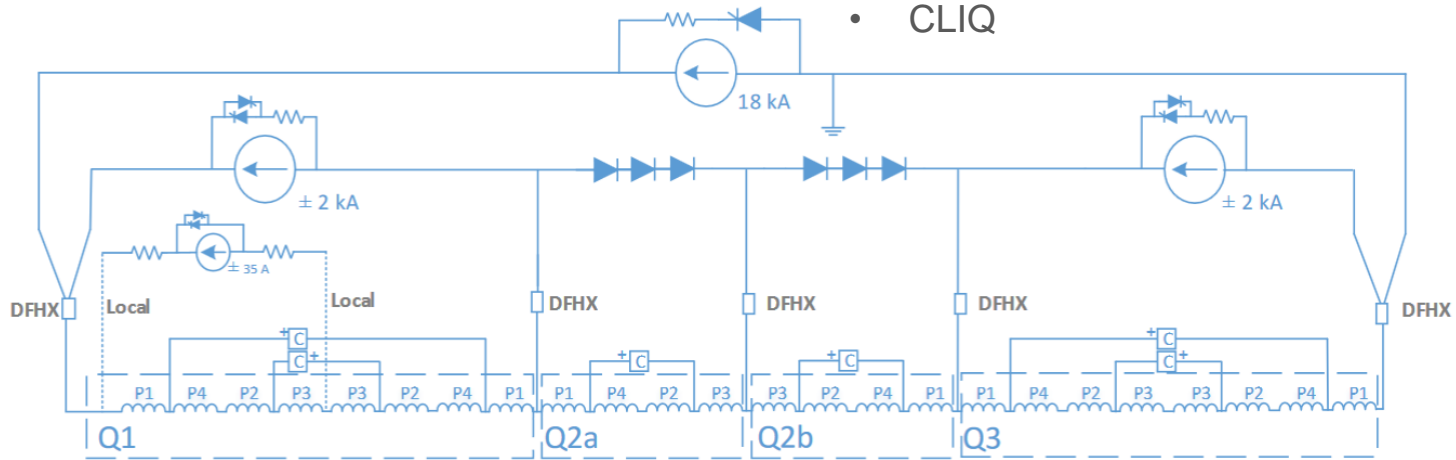 • CLIQ
18 kA
± 2 kA
± 2 kA
± 35 A
DFHX
Local
Local
DFHX
DFHX
DFHX
DFHX
+ C
C +
+ C
+ C
+ C
C +
P1 P4 P2 P3 P3 P2 P4 P1
P1 P4 P2 P3
P3 P2 P4 P1
P1 P4 P2 P3 P3 P2 P4 P1
Q1
Q2a
Q2b
Q3